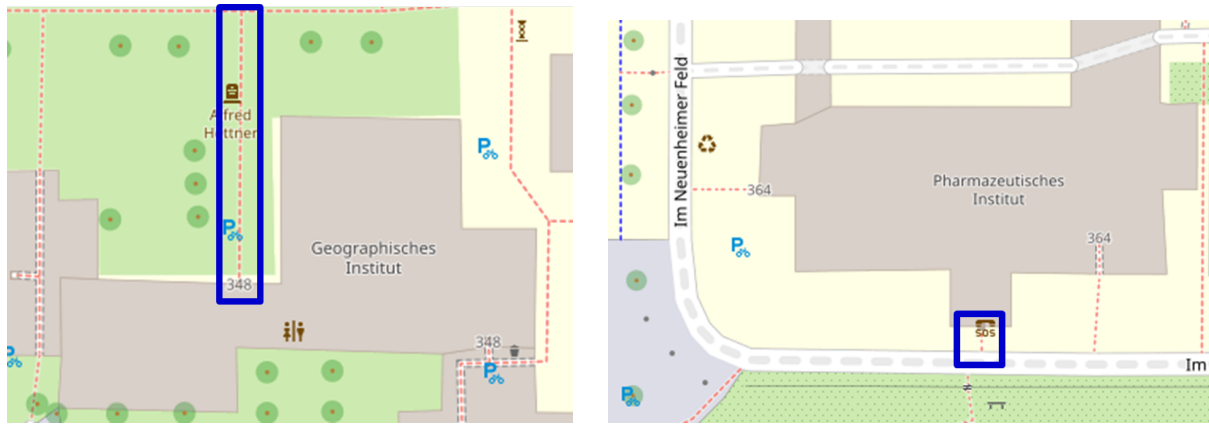 Alfred
Hettner
348
Geographisches
Institut
348
P
P
P
P
Im Neuenheimer Feld
364
Pharmazeutisches
Institut
364
P
SOS
Im
P